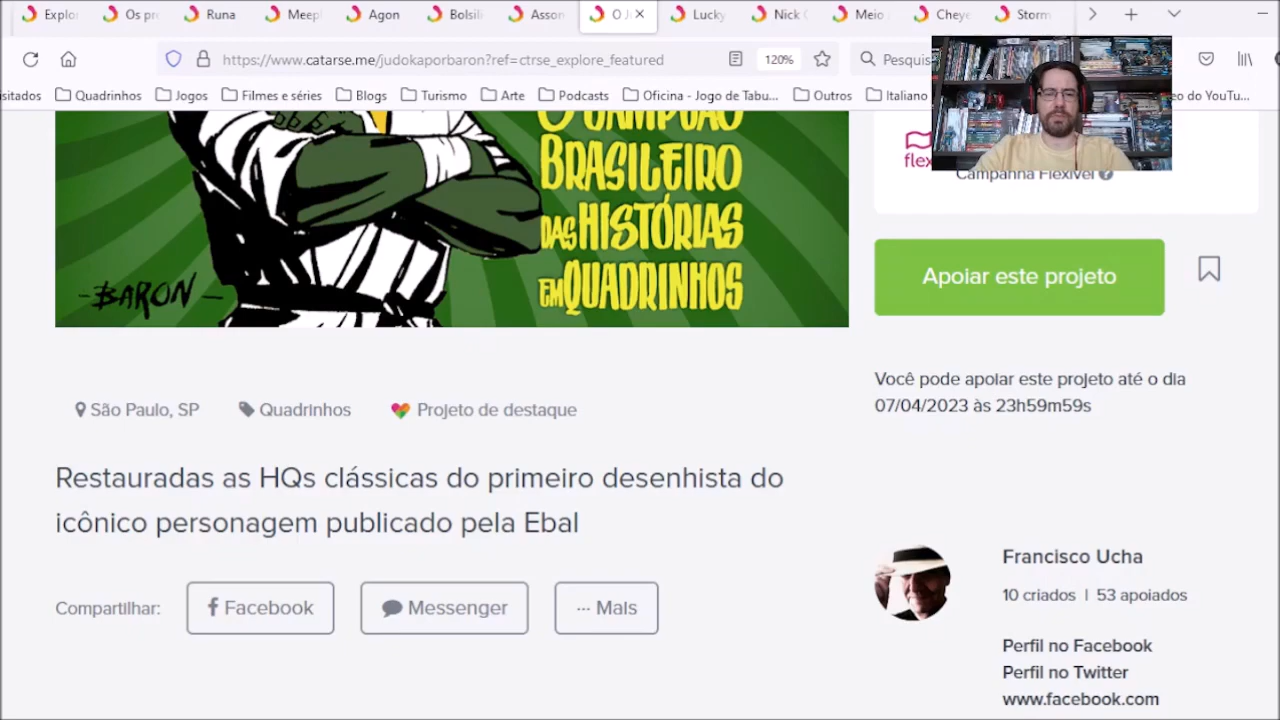 Explor
Os pr
Runa
Meep
Agon
Bolsil
Asson
O J
Lucky
Nick
Meio
Cheye
Storm
https://www.catarse.me/judokaporbaron?ref=ctrse_explore_featured
120%
Pesquis
sitados
Quadrinhos
Jogos
Filmes e séries
Blogs
Turismo
Arte
Podcasts
Oficina - Jogo de Tabu...
Outros
Italiano
eo do YouTu...
O CAMPEÃO
BRASILEIRO
DAS HISTÓRIAS
EM QUADRINHOS
-BARON-
flex
Campanha Flexível
Apoiar este projeto
Você pode apoiar este projeto até o dia
07/04/2023 às 23h59m59s
São Paulo, SP
Quadrinhos
Projeto de destaque
Restauradas as HQs clássicas do primeiro desenhista do
icônico personagem publicado pela Ebal
Compartilhar:
Facebook
Messenger
··· Mais
Francisco Ucha
10 criados | 53 apoiados
Perfil no Facebook
Perfil no Twitter
www.facebook.com